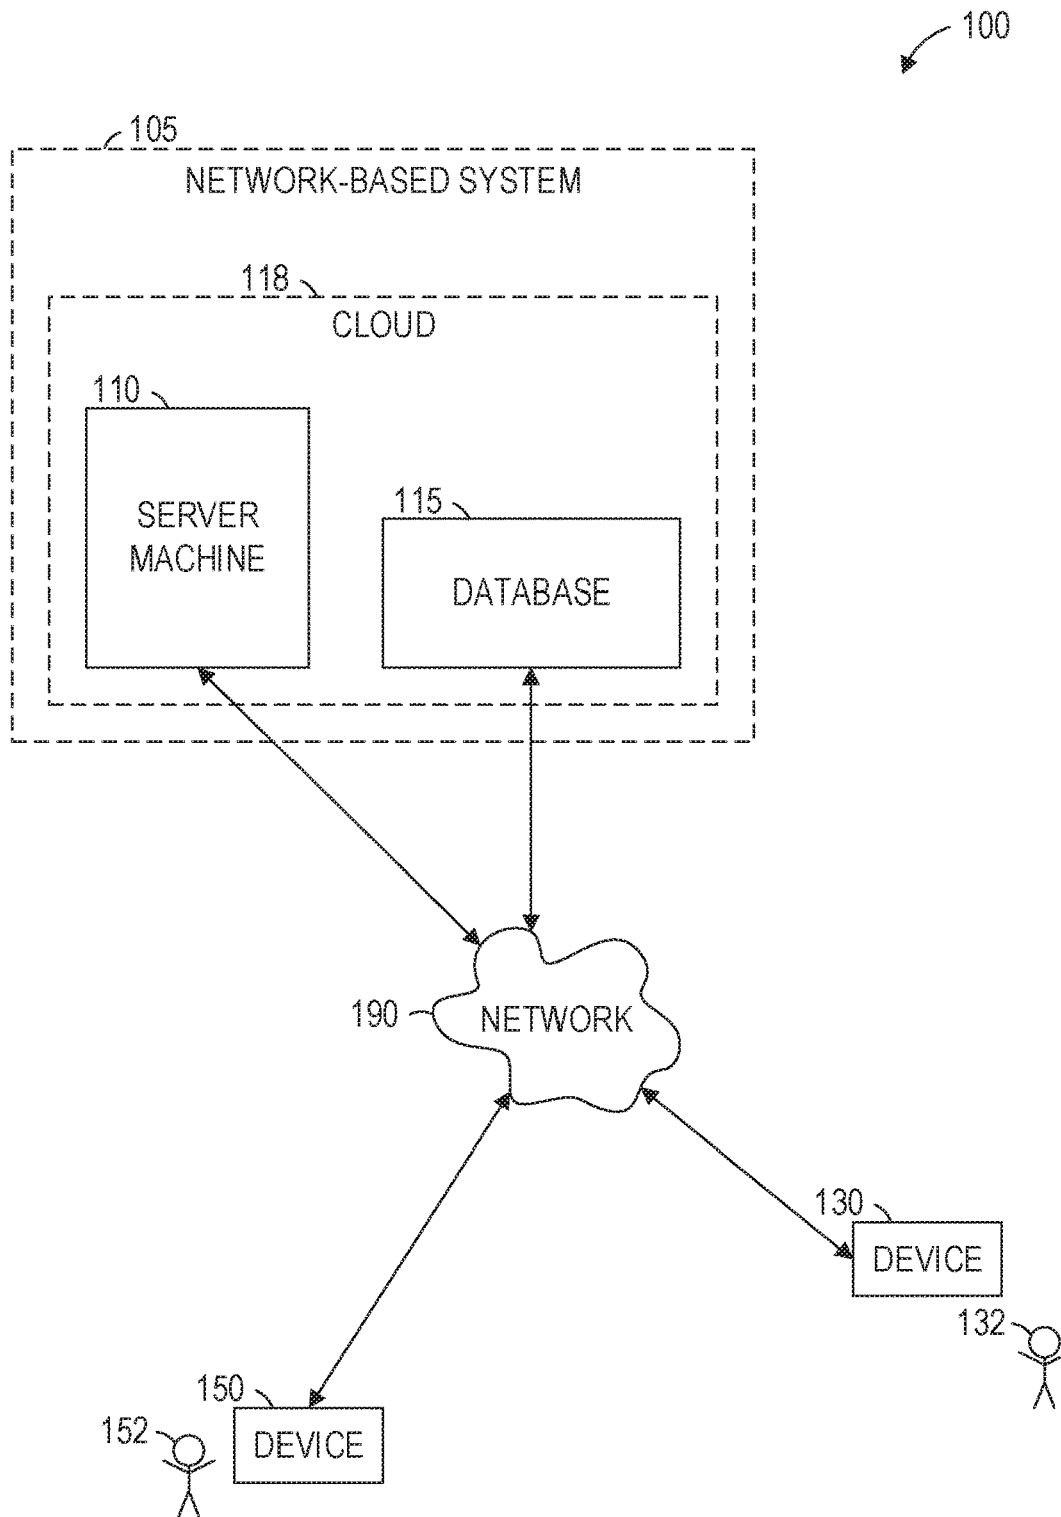 100
105
NETWORK-BASED SYSTEM
118
CLOUD
110
SERVER
MACHINE
115
DATABASE
190
NETWORK
130
DEVICE
132
150
DEVICE
152